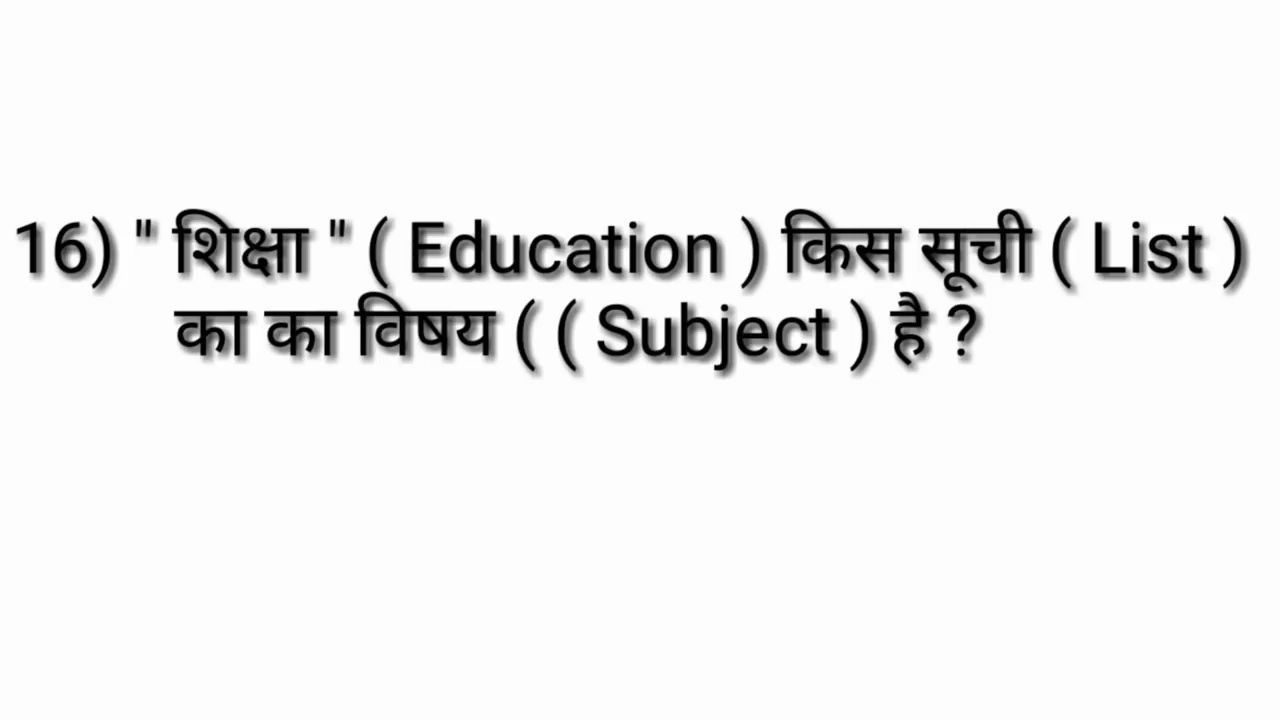 16) " शिक्षा " ( Education ) किस सूची ( List )
का का विषय ( ( Subject ) है ?